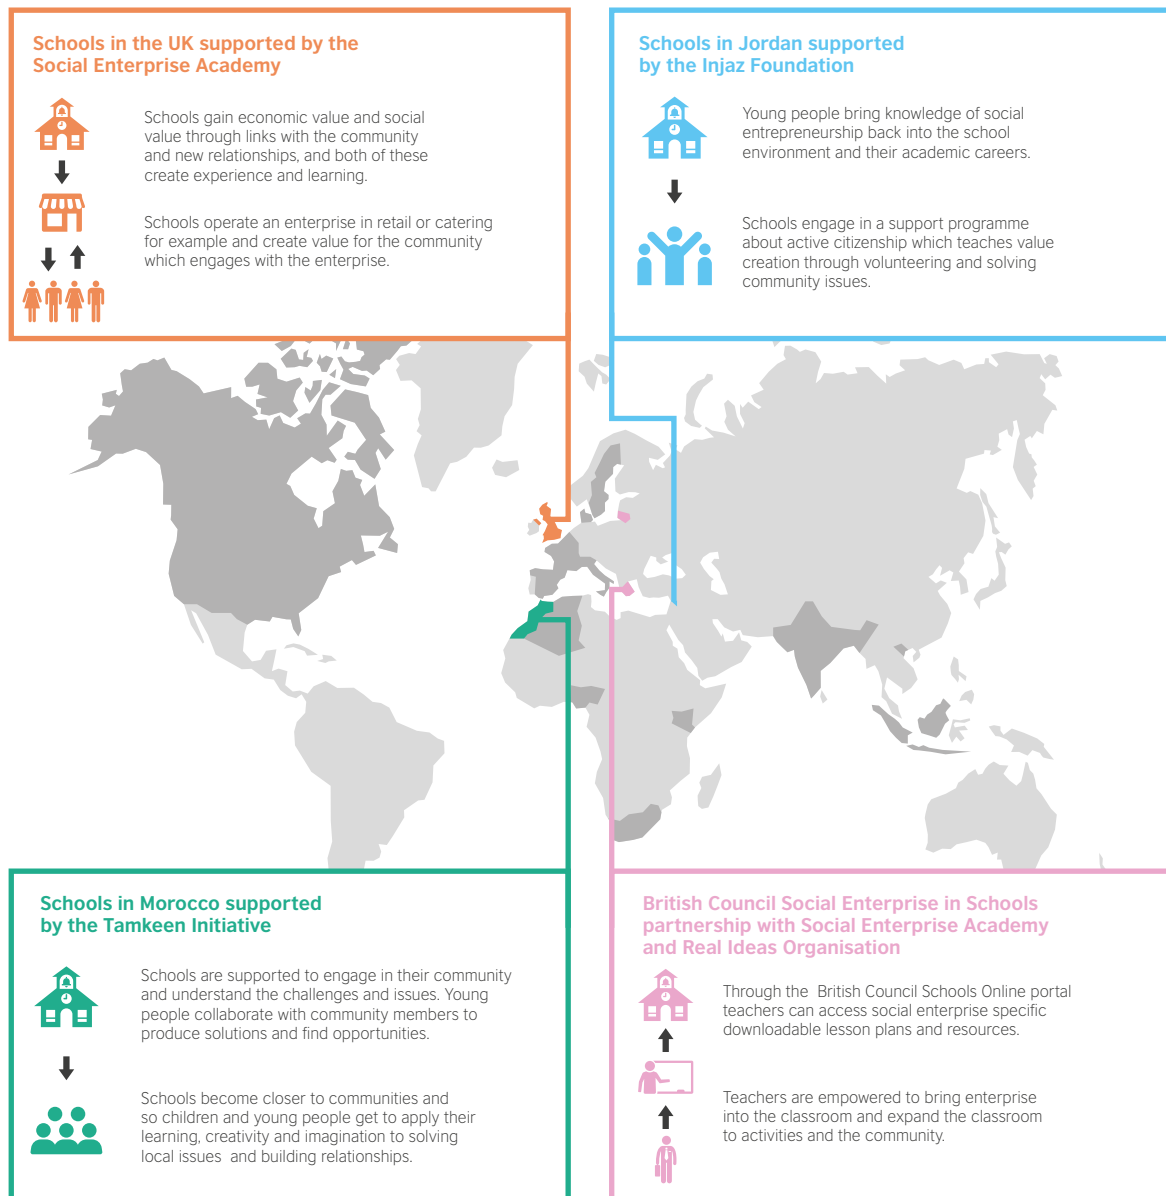 Schools in the UK supported by the
Social Enterprise Academy
Schools gain economic value and social
value through links with the community
and new relationships, and both of these
create experience and learning.
Schools operate an enterprise in retail or catering
for example and create value for the community
which engages with the enterprise.
Schools in Jordan supported
by the Injaz Foundation
Young people bring knowledge of social
entrepreneurship back into the school
environment and their academic careers.
Schools engage in a support programme
about active citizenship which teaches value
creation through volunteering and solving
community issues.
Schools in Morocco supported
by the Tamkeen Initiative
Schools are supported to engage in their community
and understand the challenges and issues. Young
people collaborate with community members to
produce solutions and find opportunities.
Schools become closer to communities and
so children and young people get to apply their
learning, creativity and imagination to solving
local issues and building relationships.
British Council Social Enterprise in Schools
partnership with Social Enterprise Academy
and Real Ideas Organisation
Through the British Council Schools Online portal
teachers can access social enterprise specific
downloadable lesson plans and resources.
Teachers are empowered to bring enterprise
into the classroom and expand the classroom
to activities and the community.